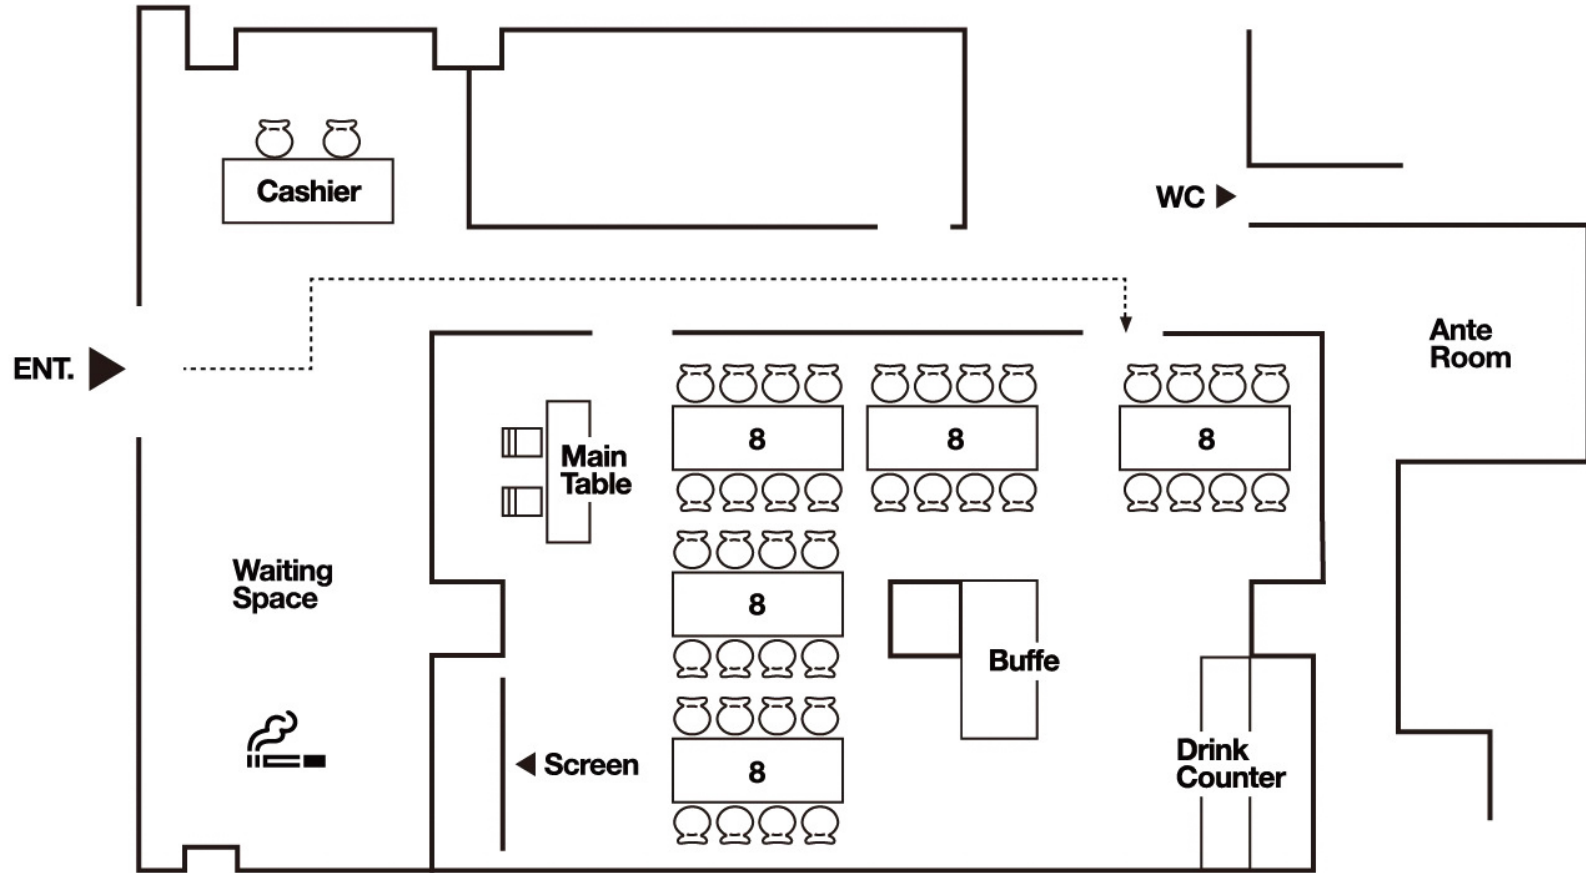 Cashier
WC
ENT.
Ante
Room
8
8
8
Main
Table
Waiting
Space
8
Buffe
Screen
8
Drink
Counter